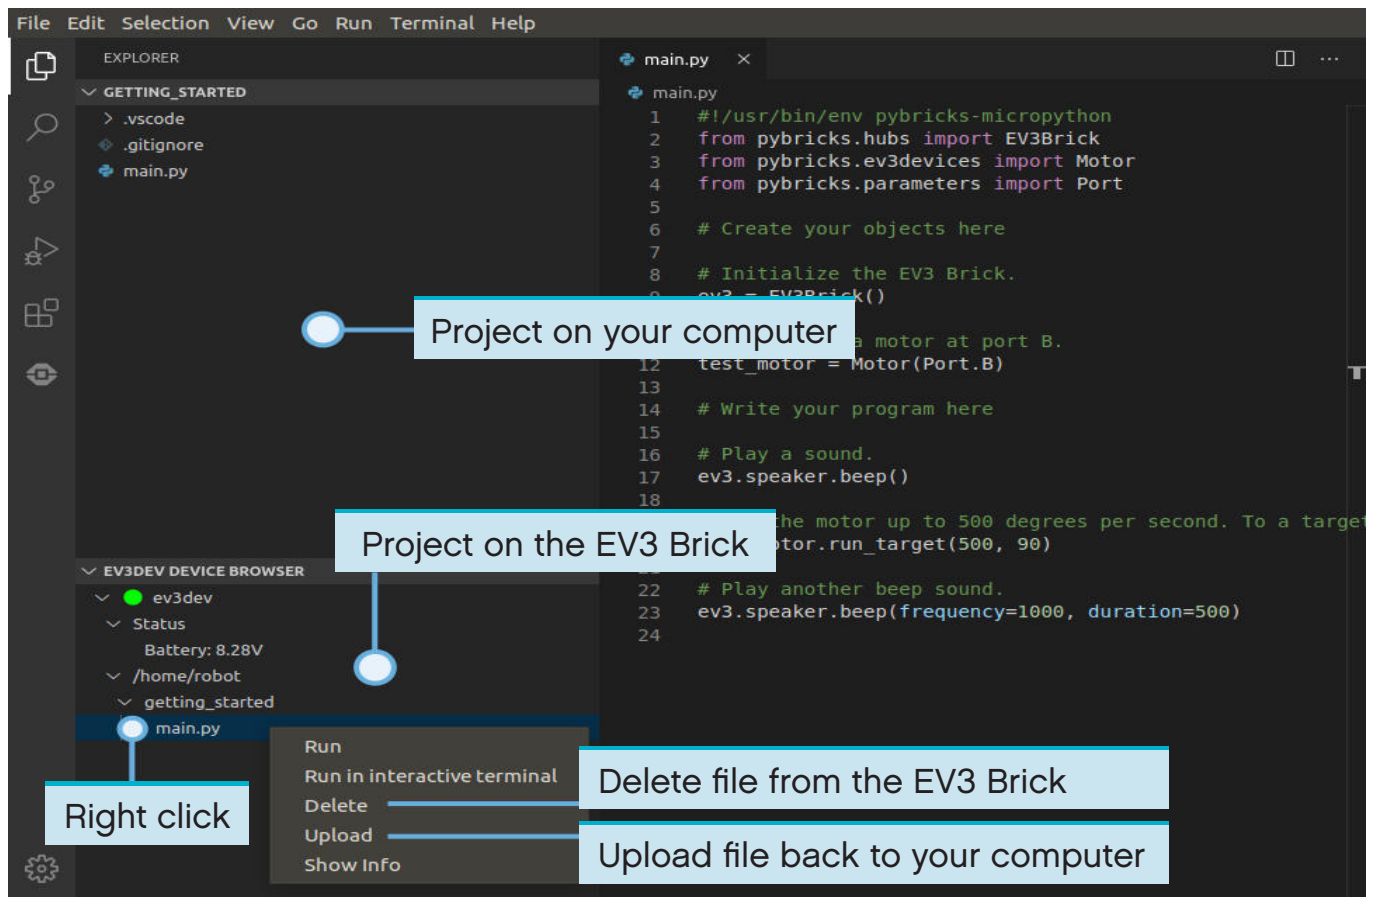 File Edit Selection View Go Run Terminal Help
EXPLORER
GETTING_STARTED
.vscode
.gitignore
main.py
Project on your computer
Project on the EV3 Brick
EV3DEV DEVICE BROWSER
ev3dev
Status
Battery: 8.28V
/home/robot
getting_started
main.py
Right click
Run
Run in interactive terminal
Delete
Upload
Show Info
Delete file from the EV3 Brick
Upload file back to your computer
main.py
main.py
1 #!/usr/bin/env pybricks-micropython
2 from pybricks.hubs import EV3Brick
3 from pybricks.ev3devices import Motor
4 from pybricks.parameters import Port
5
6 # Create your objects here
7
8 # Initialize the EV3 Brick.
9 ev3 = EV3Brick()
a motor at port B.
12 test_motor = Motor(Port.B)
13
14 # Write your program here
15
16 # Play a sound.
17 ev3.speaker.beep()
18
the motor up to 500 degrees per second. To a target
otor.run_target(500, 90)
22 # Play another beep sound.
23 ev3.speaker.beep(frequency=1000, duration=500)
24